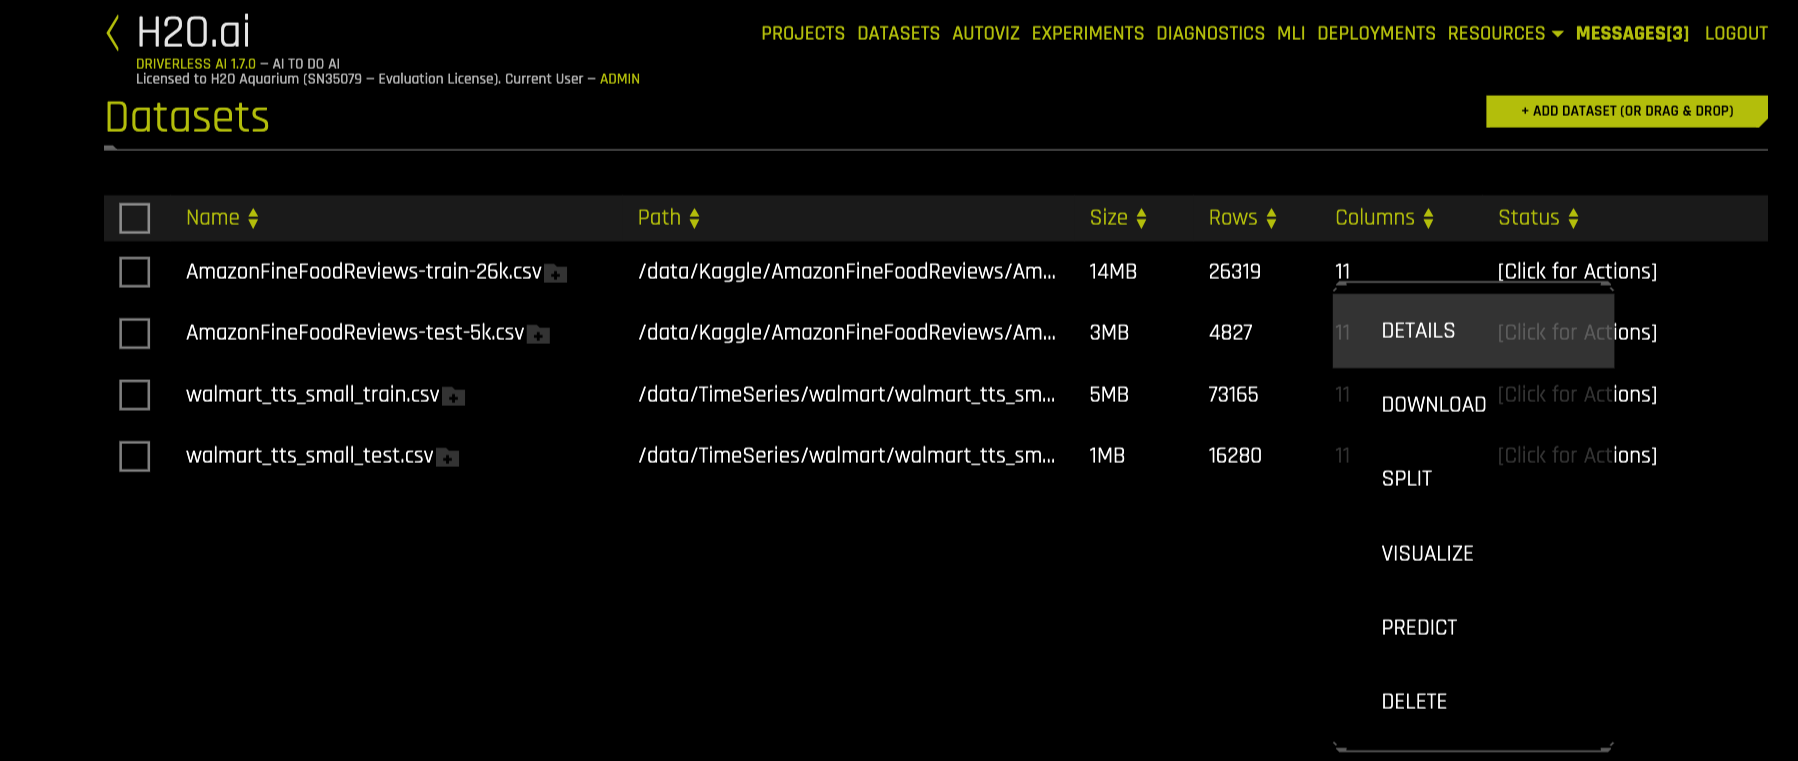 H2O.ai
PROJECTS DATASETS AUTOVIZ EXPERIMENTS DIAGNOSTICS MLI DEPLOYMENTS RESOURCES MESSAGES[3] LOGOUT
DRIVERLESS AI 1.7.0 – AI TO DO AI
Licensed to H2O Aquarium (SN35079 – Evaluation License). Current User – ADMIN
Datasets
+ ADD DATASET (OR DRAG & DROP)
Name Path Size Rows Columns Status
AmazonFineFoodReviews-train-26k.csv /data/Kaggle/AmazonFineFoodReviews/Am... 14MB 26319 11 [Click for Actions]
AmazonFineFoodReviews-test-5k.csv /data/Kaggle/AmazonFineFoodReviews/Am... 3MB 4827 11 [Click for Actions]
DETAILS
walmart_tts_small_train.csv /data/TimeSeries/walmart/walmart_tts_sm... 5MB 73165 11 [Click for Actions]
DOWNLOAD
walmart_tts_small_test.csv /data/TimeSeries/walmart/walmart_tts_sm... 1MB 16280 11 [Click for Actions]
SPLIT
VISUALIZE
PREDICT
DELETE